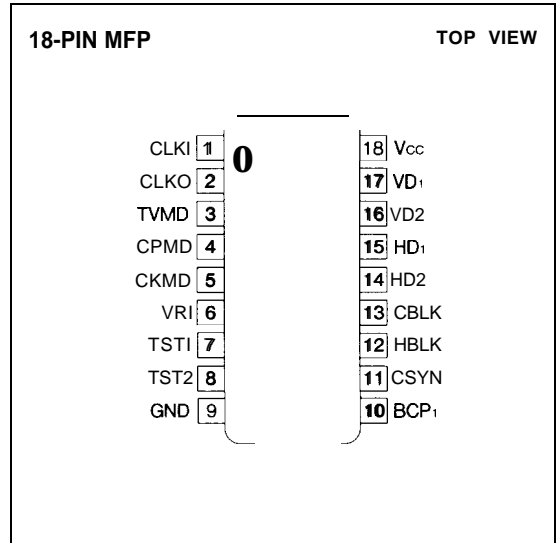 18-PIN MFP TOP VIEW
CLKI 1 0 18 Vcc
CLKO 2 17 VD1
TVMD 3 16 VD2
CPMD 4 15 HD1
CKMD 5 14 HD2
VRI 6 13 CBLK
TSTI 7 12 HBLK
TST2 8 11 CSYN
GND 9 10 BCP1